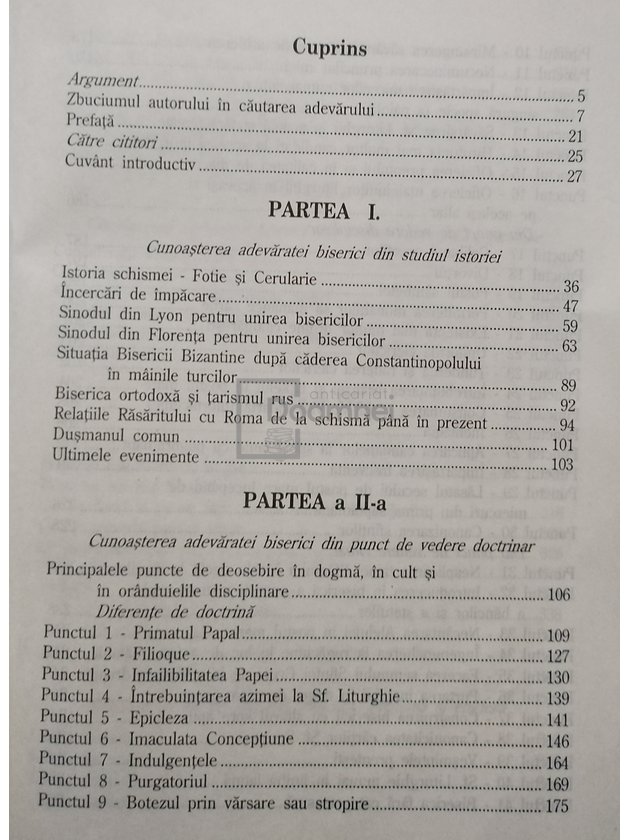 Cuprins
Argument 5
Zbuciumul autorului în căutarea adevărului 7
Prefață 21
Către cititori 25
Cuvânt introductiv 27
PARTEA I.
Cunoașterea adevăratei biserici din studiul istoriei
Istoria schismei - Fotie și Cerularie 36
Încercări de împăcare 47
Sinodul din Lyon pentru unirea bisericilor 59
Sinodul din Florența pentru unirea bisericilor 63
Situația Bisericii Bizantine după căderea Constantinopolului
în mâinile turcilor 89
Biserica ortodoxă și țarismul rus 92
Relațiile Răsăritului cu Roma de la schismă până în prezent 94
Dușmanul comun 101
Ultimele evenimente 103
anticariat
Doamnei
PARTEA a II-a
Cunoașterea adevăratei biserici din punct de vedere doctrinar
Principalele puncte de deosebire în dogmă, în cult și
în orânduielile disciplinare 106
Diferențe de doctrină
Punctul 1 - Primatul Papal 109
Punctul 2 - Filioque 127
Punctul 3 - Infailibilitatea Papei 130
Punctul 4 - Întrebuințarea azimei la Sf. Liturghie 139
Punctul 5 - Epicleza 141
Punctul 6 - Imaculata Concepțiune 146
Punctul 7 - Indulgențele 164
Punctul 8 - Purgatoriul 169
Punctul 9 - Botezul prin vărsare sau stropire 175